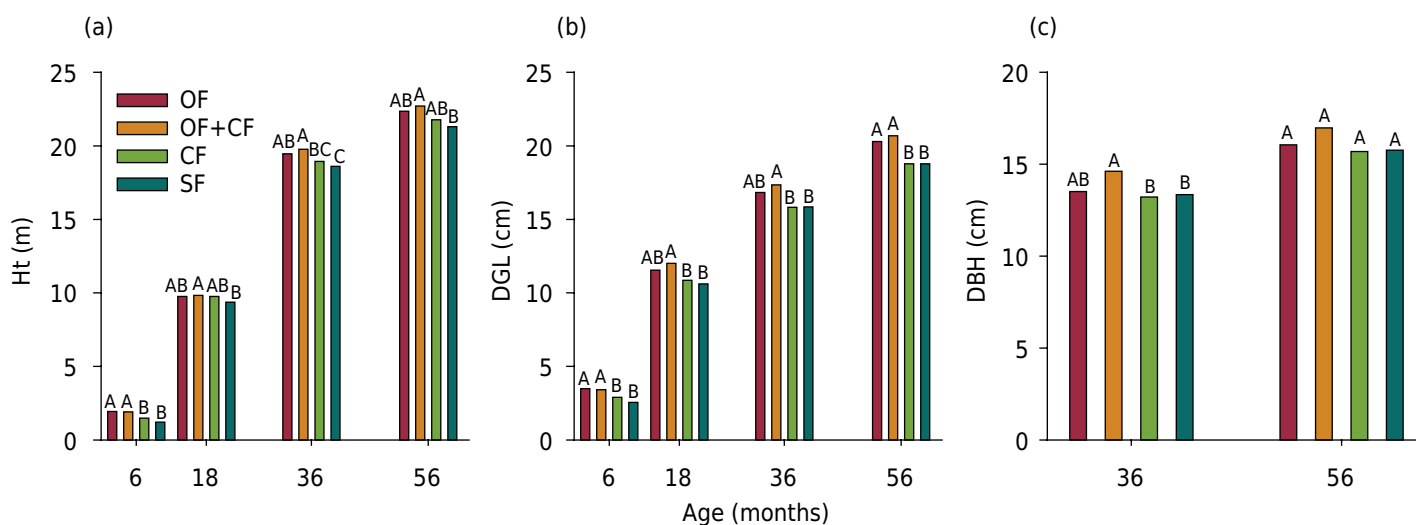 (a)
Ht (m)
25
20
15
10
5
0
OF
OF+CF
CF
SF
A A B B
AB A AB B
AB A BC C
AB A AB B
6 18 36 56
(b)
DGL (cm)
25
20
15
10
5
0
A A B B
AB A B B
AB A B B
A A B B
6 18 36 56
Age (months)
(c)
DBH (cm)
20
15
10
5
0
AB A B B
A A A A
36 56